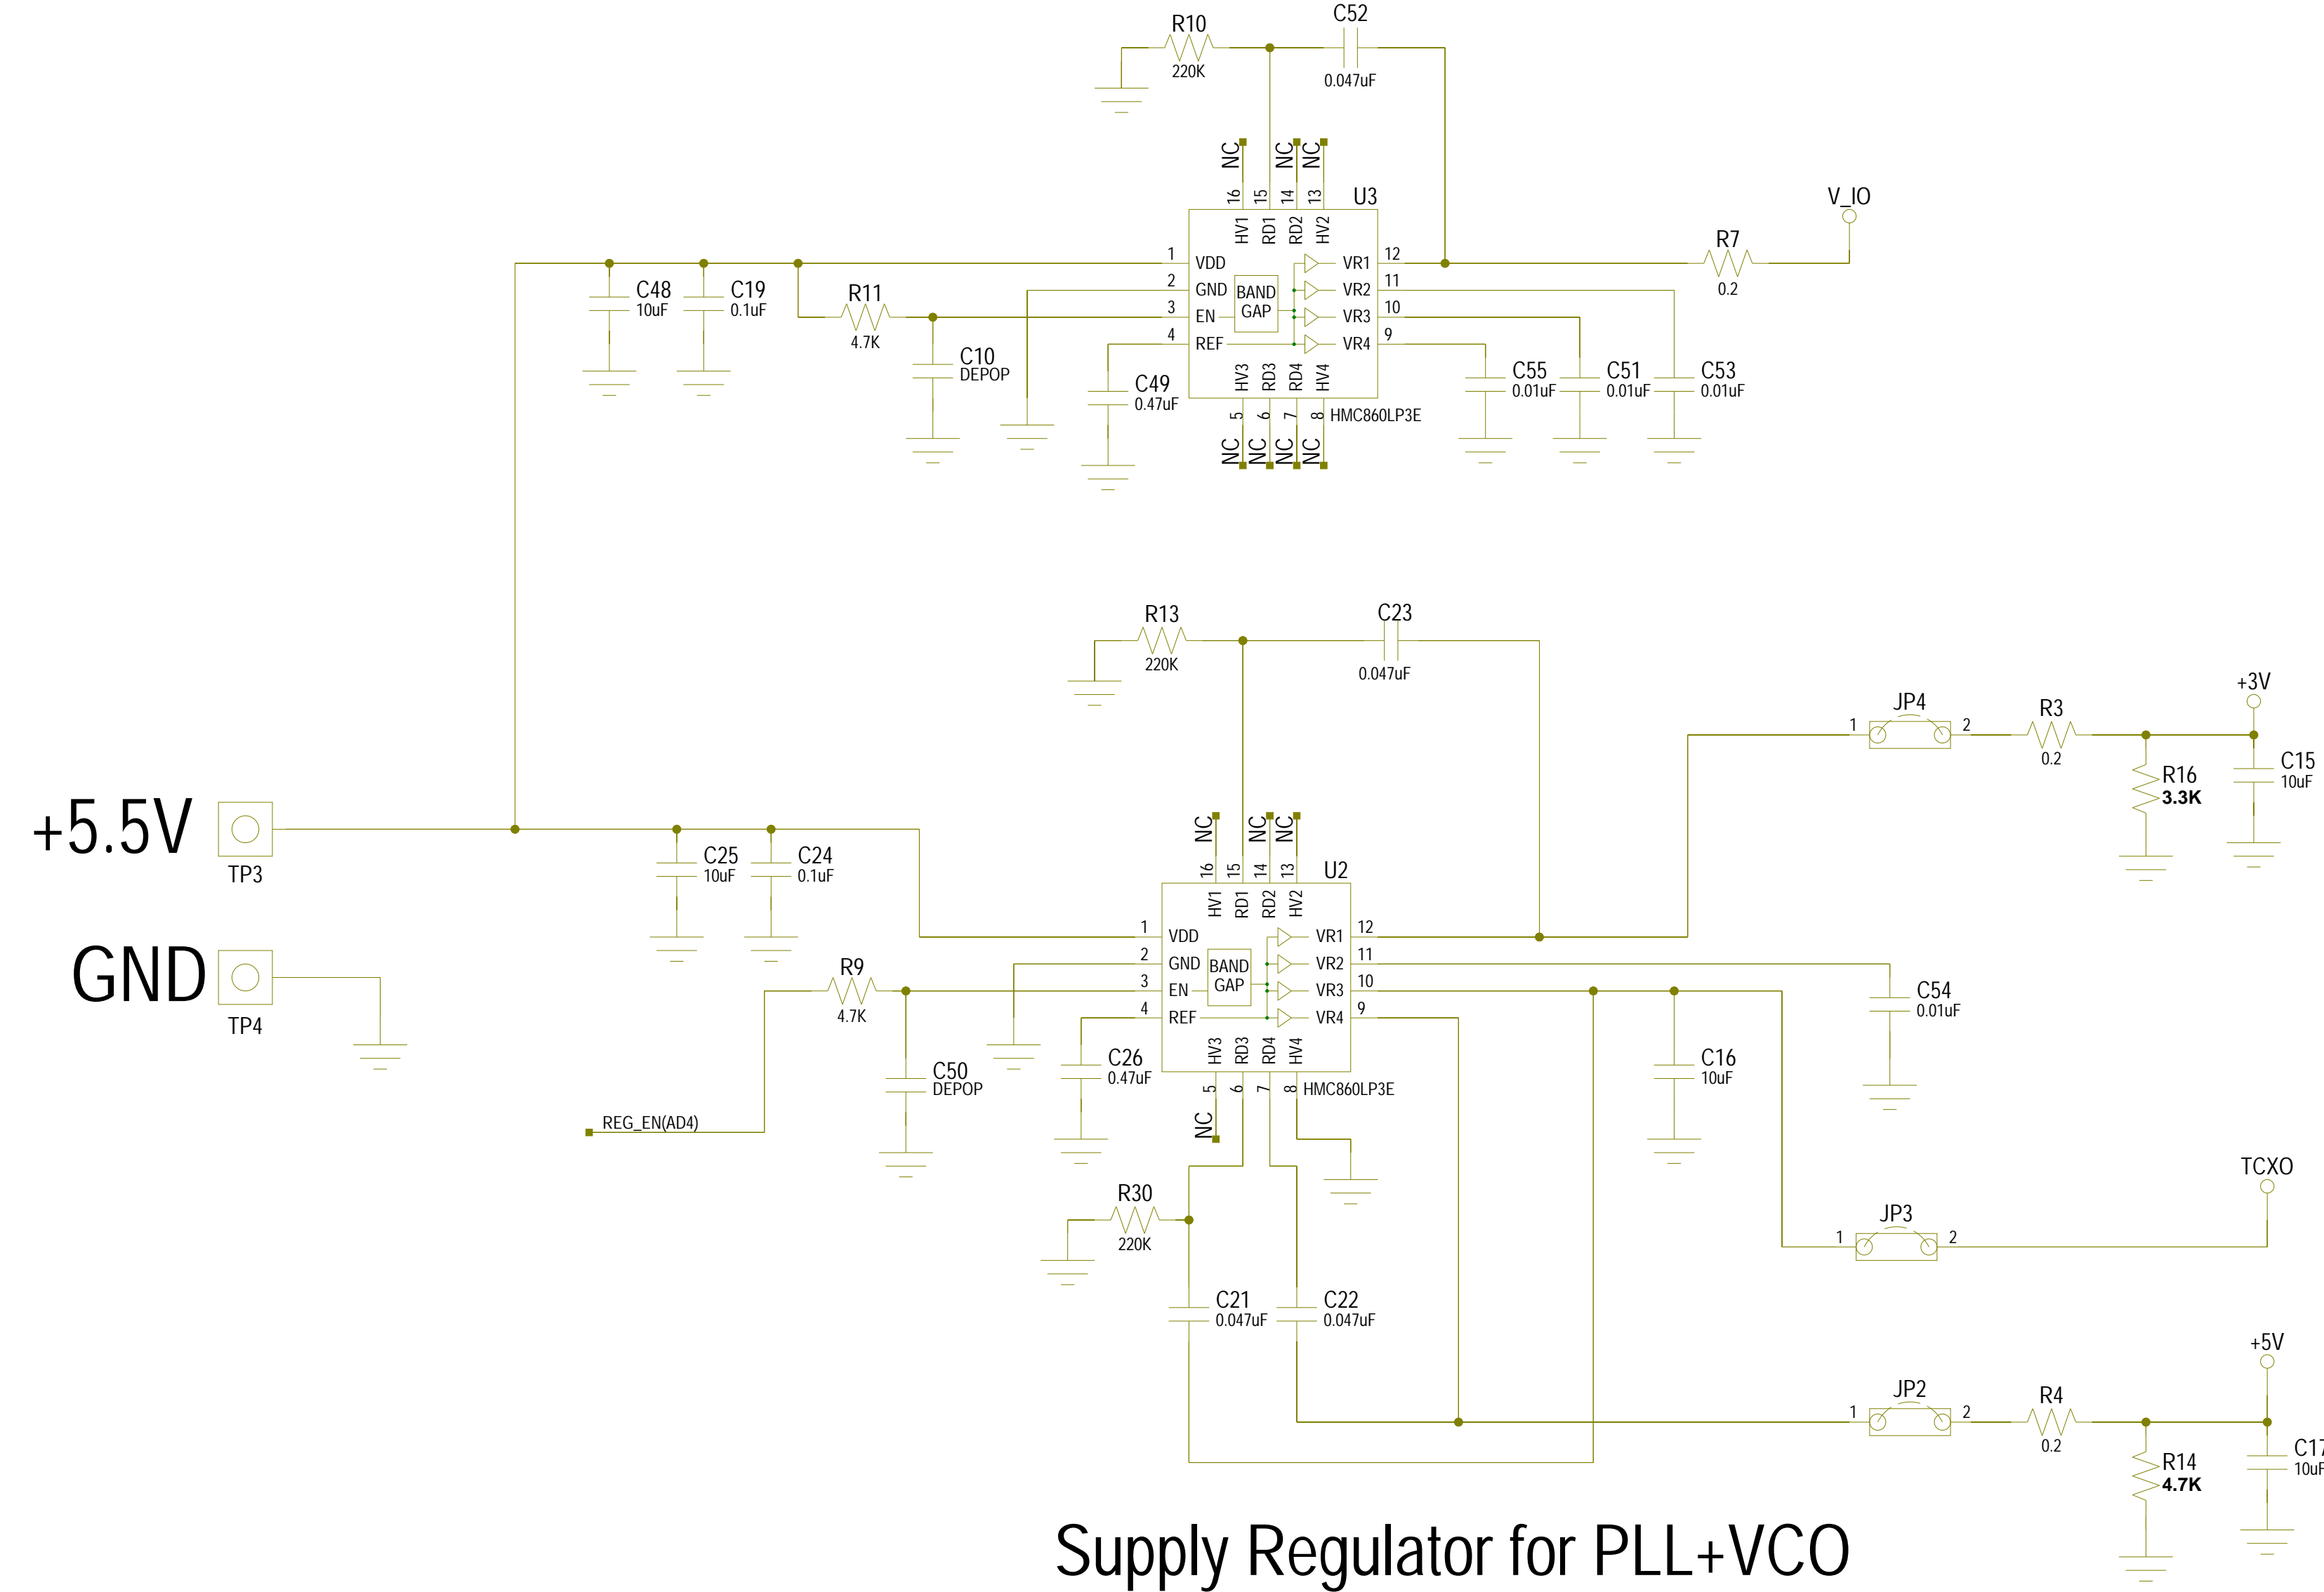 R10
220K
C52
0.047uF
NC
NC
NC
16
15
14
13
U3
HV1
RD1
RD2
HV2
V_IO
1
VDD
2
GND
3
EN
4
REF
BAND
GAP
VR1
12
VR2
11
VR3
10
VR4
9
HV3
RD3
RD4
HV4
5
6
7
8
HMC860LP3E
NC
NC
NC
NC
R7
0.2
C48
10uF
C19
0.1uF
R11
4.7K
C10
DEPOP
C49
0.47uF
C55
0.01uF
C51
0.01uF
C53
0.01uF
R13
220K
C23
0.047uF
+3V
JP4
1
2
R3
0.2
R16
3.3K
C15
10uF
+5.5V
TP3
C25
10uF
C24
0.1uF
NC
NC
NC
16
15
14
13
U2
HV1
RD1
RD2
HV2
GND
TP4
1
VDD
2
GND
3
EN
4
REF
BAND
GAP
VR1
12
VR2
11
VR3
10
VR4
9
HV3
RD3
RD4
HV4
5
6
7
8
HMC860LP3E
NC
R9
4.7K
C50
DEPOP
REG_EN(AD4)
C26
0.47uF
C16
10uF
C54
0.01uF
R30
220K
TCXO
JP3
1
2
C21
0.047uF
C22
0.047uF
+5V
JP2
1
2
R4
0.2
R14
4.7K
C17
10uF
Supply Regulator for PLL+VCO